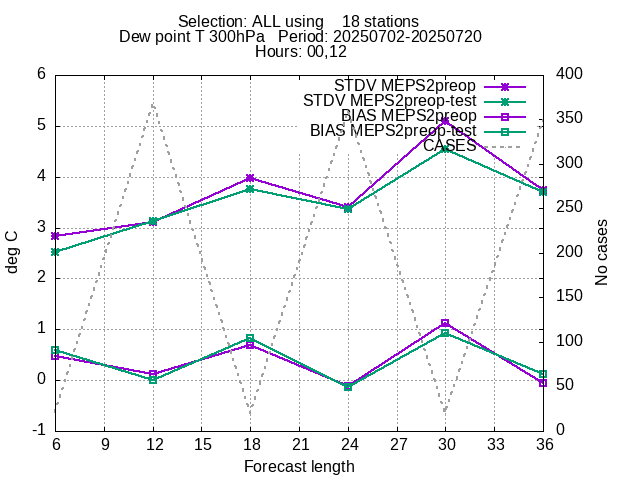 Selection: ALL using    18 stations
Dew point T 300hPa   Period: 20250702-20250720
Hours: 00,12
STDV MEPS2preop
STDV MEPS2preop-test
BIAS MEPS2preop
BIAS MEPS2preop-test
CASES
6
5
4
3
2
1
0
-1
deg C
400
350
300
250
200
150
100
50
0
No cases
6 9 12 15 18 21 24 27 30 33 36
Forecast length